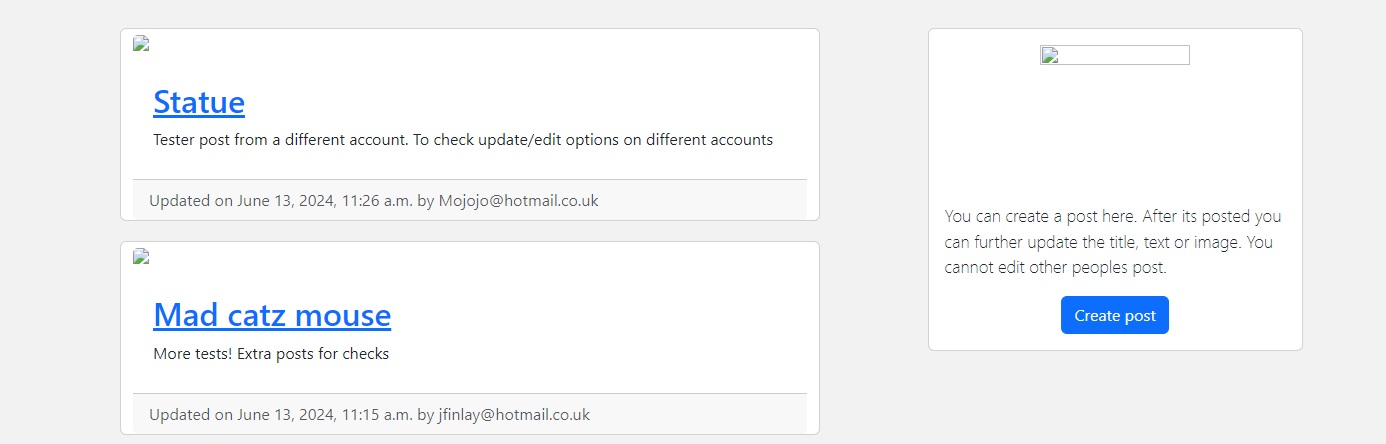 Statue
Tester post from a different account. To check update/edit options on different accounts
Updated on June 13, 2024, 11:26 a.m. by Mojojo@hotmail.co.uk
Mad catz mouse
More tests! Extra posts for checks
Updated on June 13, 2024, 11:15 a.m. by jfinlay@hotmail.co.uk
You can create a post here. After its posted you
can further update the title, text or image. You
cannot edit other peoples post.
Create post